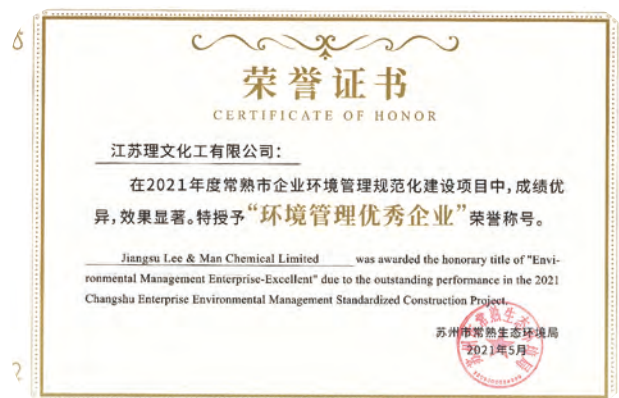 荣誉证书
CERTIFICATE OF HONOR
江苏理文化工有限公司：
在2021年度常熟市企业环境管理规范化建设项目中，成绩优
异，效果显著。特授予“环境管理优秀企业”荣誉称号。
Jiangsu Lee & Man Chemical Limited was awarded the honorary title of "Envi-
ronmental Management Enterprise-Excellent" due to the outstanding performance in the 2021
Changshu Enterprise Environmental Management Standardized Construction Project.
苏州市常熟生态环境局
2021年5月